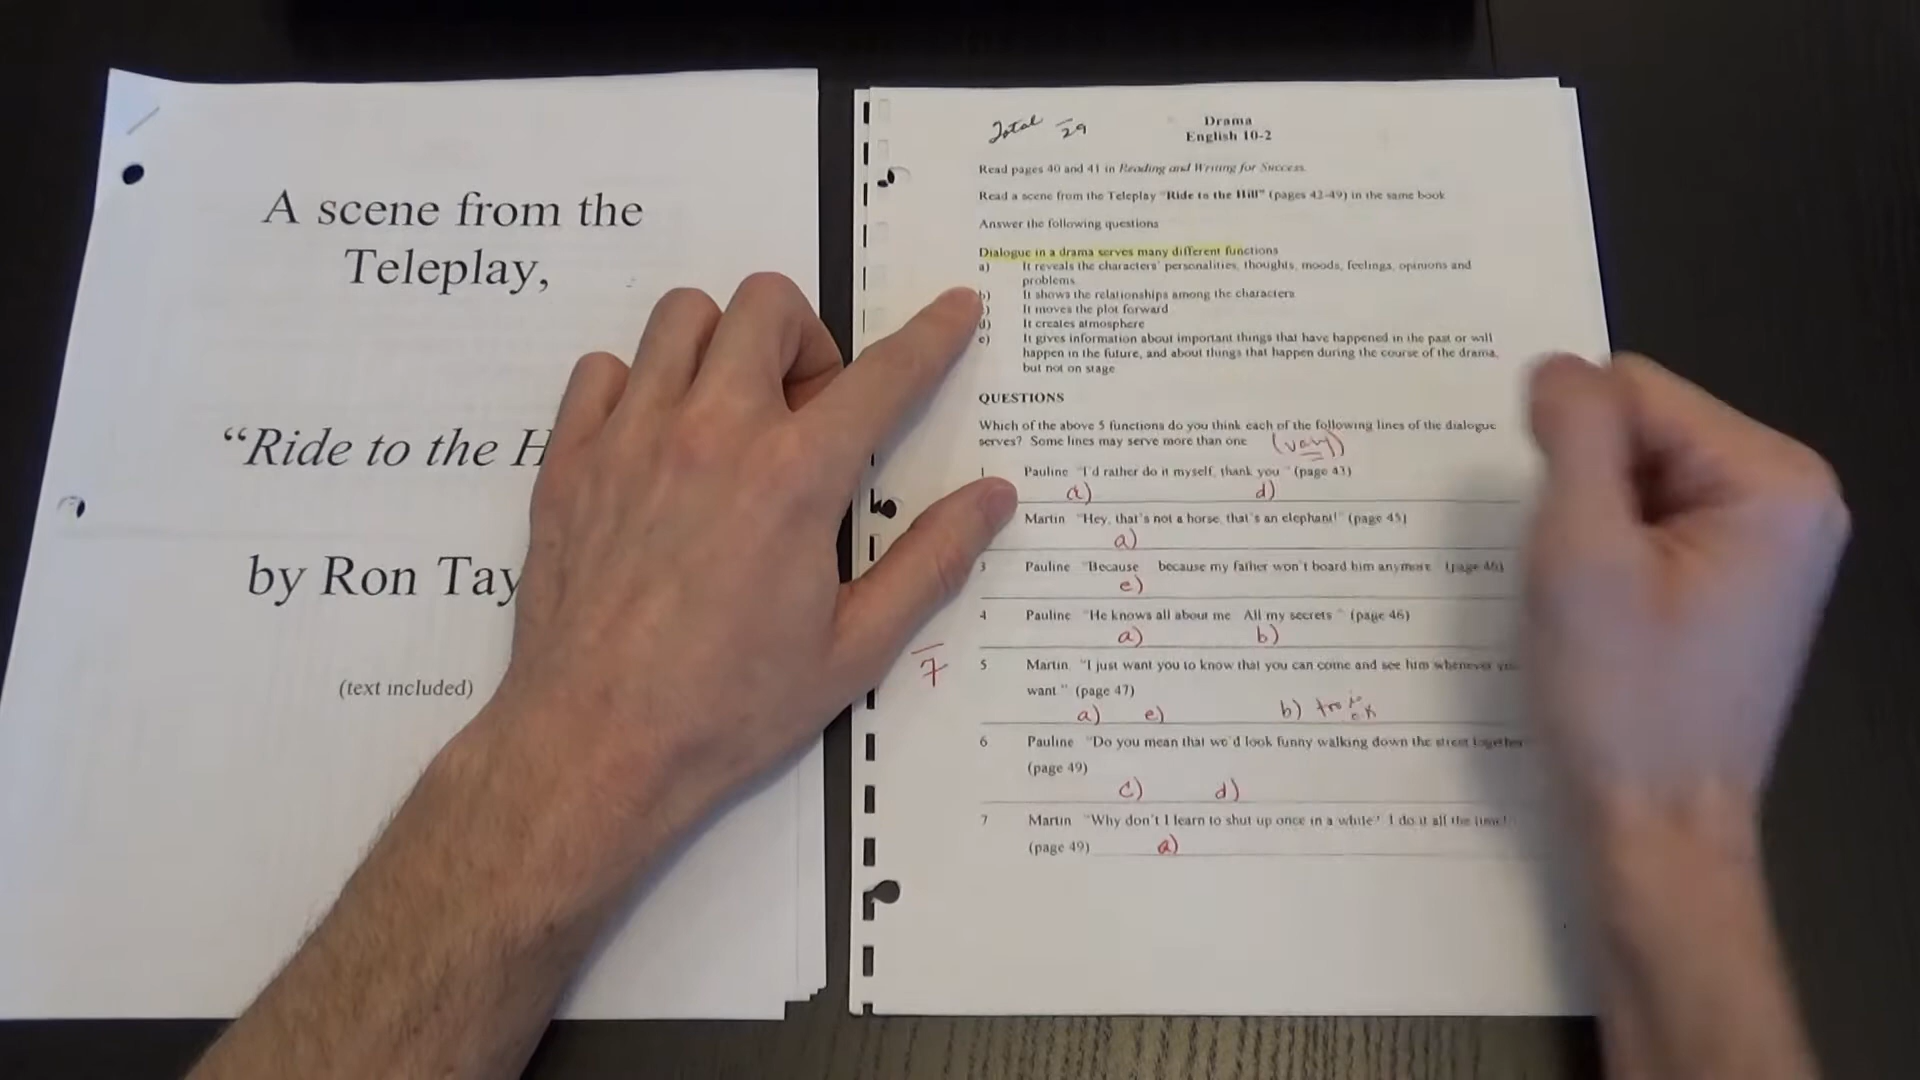 A scene from the
Teleplay,
"Ride to the H
by Ron Tay
(text included)
Total /29
Drama
English 10-2
Read pages 40 and 41 in Reading and Writing for Success.
Read a scene from the Teleplay "Ride to the Hill" (pages 43-49) in the same book
Answer the following questions
Dialogue in a drama serves many different functions
a) It reveals the characters' personalities, thoughts, moods, feelings, opinions and
problems
b) It shows the relationships among the characters
c) It moves the plot forward
d) It creates atmosphere
e) It gives information about important things that have happened in the past or will
happen in the future, and about things that happen during the course of the drama,
but not on stage
QUESTIONS
Which of the above 5 functions do you think each of the following lines of the dialogue
serves? Some lines may serve more than one
(vary)
1 Pauline "I'd rather do it myself, thank you" (page 43)
a) d)
Martin "Hey, that's not a horse, that's an elephant!" (page 45)
a)
3 Pauline "Because because my father won't board him anymore (page 46)
e)
4 Pauline "He knows all about me All my secrets" (page 46)
a) b)
/7
5 Martin "I just want you to know that you can come and see him whenever
want" (page 47)
a) e) b)
6 Pauline "Do you mean that we'd look funny walking down the street together
(page 49)
c) d)
7 Martin "Why don't I learn to shut up once in a while? I do it all the time!
(page 49) a)